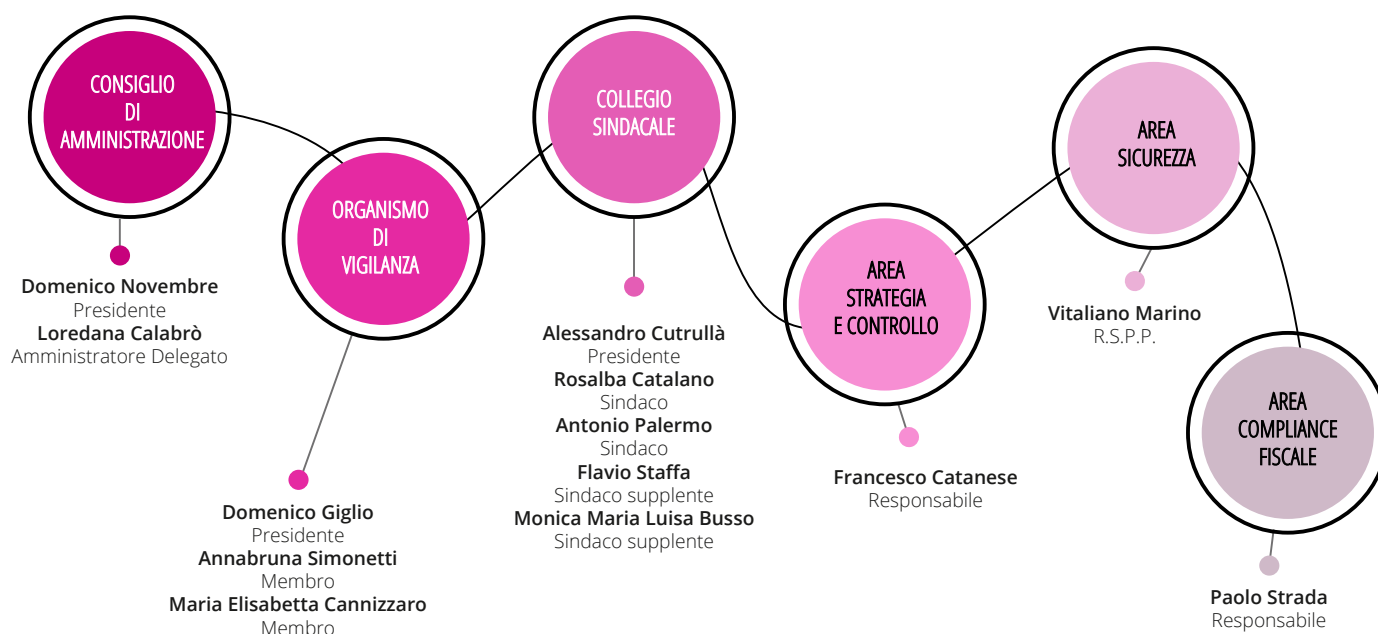 CONSIGLIO
DI
AMMINISTRAZIONE
Domenico Novembre
Presidente
Loredana Calabrò
Amministratore Delegato
ORGANISMO
DI
VIGILANZA
Domenico Giglio
Presidente
Annabruna Simonetti
Membro
Maria Elisabetta Cannizzaro
Membro
COLLEGIO
SINDACALE
Alessandro Cutrullà
Presidente
Rosalba Catalano
Sindaco
Antonio Palermo
Sindaco
Flavio Staffa
Sindaco supplente
Monica Maria Luisa Busso
Sindaco supplente
AREA
STRATEGIA
E CONTROLLO
Francesco Catanese
Responsabile
AREA
SICUREZZA
Vitaliano Marino
R.S.P.P.
AREA
COMPLIANCE
FISCALE
Paolo Strada
Responsabile